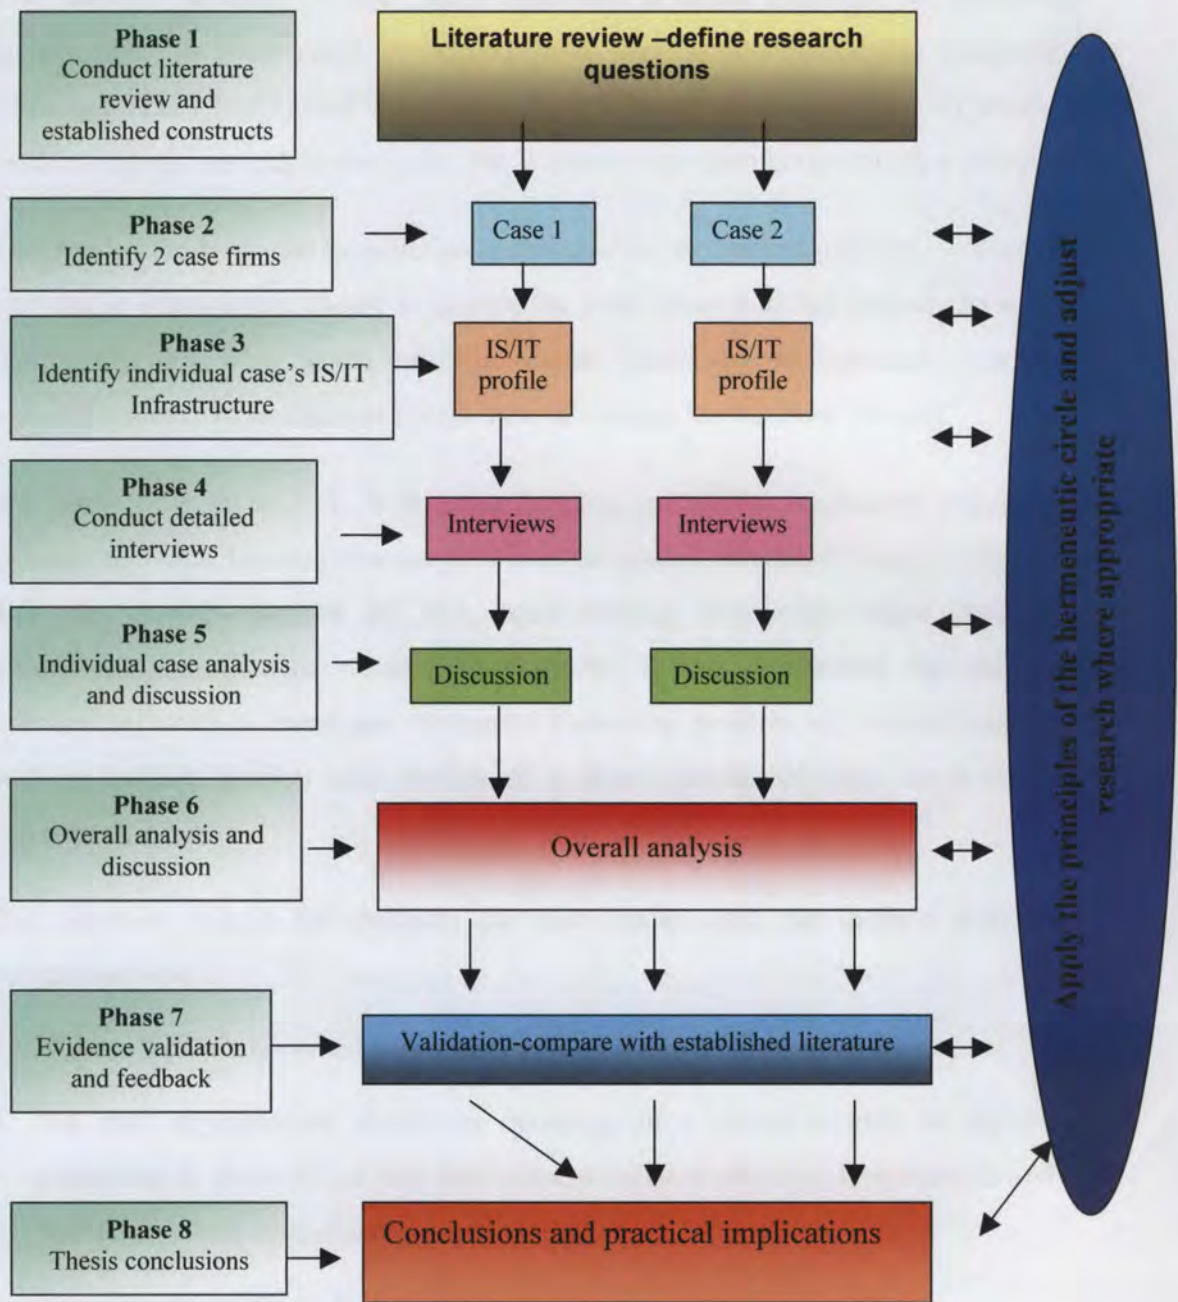 Phase 1
Conduct literature
review and
established constructs
Literature review –define research
questions
Phase 2
Identify 2 case firms
Case 1
Case 2
Phase 3
Identify individual case's IS/IT
Infrastructure
IS/IT
profile
IS/IT
profile
Phase 4
Conduct detailed
interviews
Interviews
Interviews
Phase 5
Individual case analysis
and discussion
Discussion
Discussion
Phase 6
Overall analysis and
discussion
Overall analysis
Phase 7
Evidence validation
and feedback
Validation-compare with established literature
Phase 8
Thesis conclusions
Conclusions and practical implications
Apply the principles of the hermeneutic circle and adjust
research where appropriate